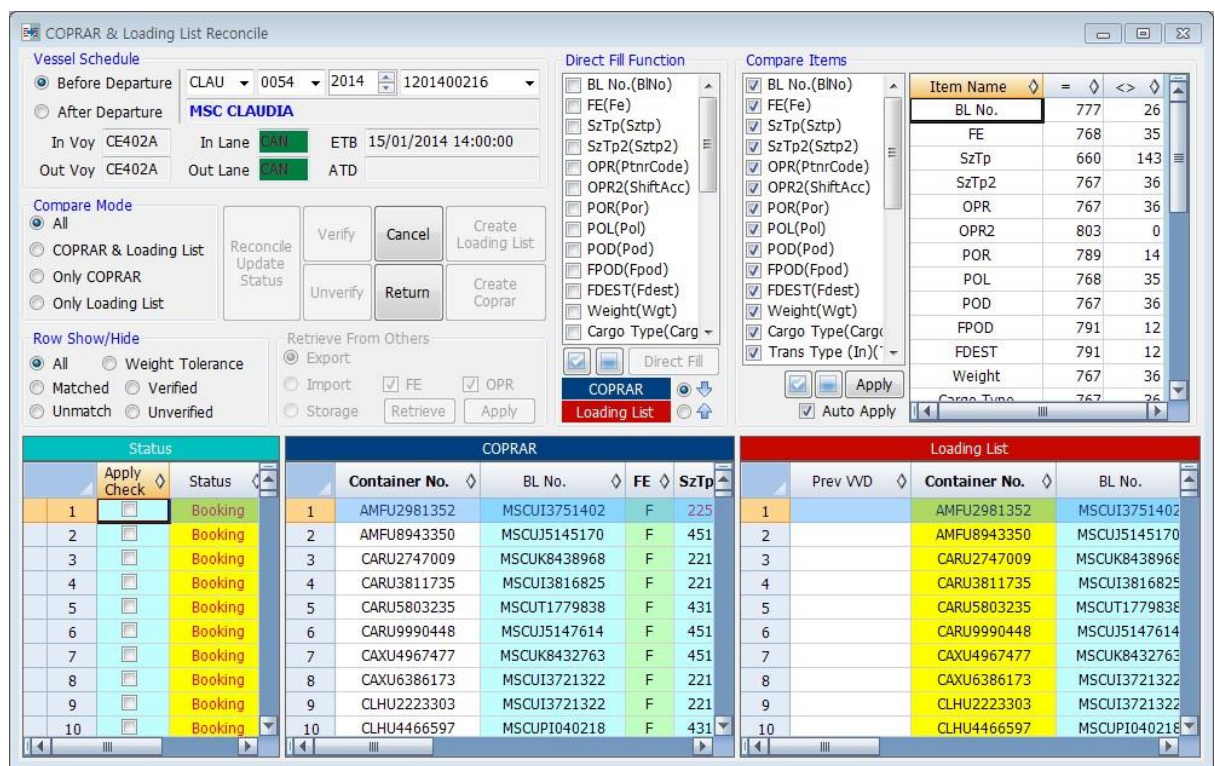 COPRAR & Loading List Reconcile
Vessel Schedule
Before Departure CLAU 0054 2014 1201400216
After Departure MSC CLAUDIA
In Voy CE402A In Lane CAN ETB 15/01/2014 14:00:00
Out Voy CE402A Out Lane CAN ATD
Compare Mode
All
COPRAR & Loading List
Only COPRAR
Only Loading List
Reconcile
Update
Status
Verify
Cancel
Create
Loading List
Unverify
Return
Create
Coprar
Row Show/Hide
All Weight Tolerance
Matched Verified
Unmatch Unverified
Retrieve From Others
Export
Import FE OPR
Storage Retrieve Apply
Direct Fill Function
BL No.(BlNo)
FE(Fe)
SzTp(Sztp)
SzTp2(Sztp2)
OPR(PtnrCode)
OPR2(ShiftAcc)
POR(Por)
POL(Pol)
POD(Pod)
FPOD(Fpod)
FDEST(Fdest)
Weight(Wgt)
Cargo Type(Carg
Direct Fill
COPRAR
Loading List
Compare Items
BL No.(BlNo)
FE(Fe)
SzTp(Sztp)
SzTp2(Sztp2)
OPR(PtnrCode)
OPR2(ShiftAcc)
POR(Por)
POL(Pol)
POD(Pod)
FPOD(Fpod)
FDEST(Fdest)
Weight(Wgt)
Cargo Type(Cargo
Trans Type (In)(
Apply
Auto Apply
Item Name = <>
BL No. 777 26
FE 768 35
SzTp 660 143
SzTp2 767 36
OPR 767 36
OPR2 803 0
POR 789 14
POL 768 35
POD 767 36
FPOD 791 12
FDEST 791 12
Weight 767 36
Cargo Type 767 26
Status
Apply
Check Status
1 Booking
2 Booking
3 Booking
4 Booking
5 Booking
6 Booking
7 Booking
8 Booking
9 Booking
10 Booking
COPRAR
Container No. BL No. FE SzTp
1 AMFU2981352 MSCUI3751402 F 225
2 AMFU8943350 MSCUJ5145170 F 451
3 CARU2747009 MSCUK8438968 F 221
4 CARU3811735 MSCUI3816825 F 221
5 CARU5803235 MSCUT1779838 F 431
6 CARU9990448 MSCUJ5147614 F 451
7 CAXU4967477 MSCUK8432763 F 451
8 CAXU6386173 MSCUI3721322 F 221
9 CLHU2223303 MSCUI3721322 F 221
10 CLHU4466597 MSCUPI040218 F 431
Loading List
Prev VVD Container No. BL No.
1 AMFU2981352 MSCUI3751402
2 AMFU8943350 MSCUJ5145170
3 CARU2747009 MSCUK8438968
4 CARU3811735 MSCUI3816825
5 CARU5803235 MSCUT1779838
6 CARU9990448 MSCUJ5147614
7 CAXU4967477 MSCUK8432763
8 CAXU6386173 MSCUI3721322
9 CLHU2223303 MSCUI3721322
10 CLHU4466597 MSCUPI040218